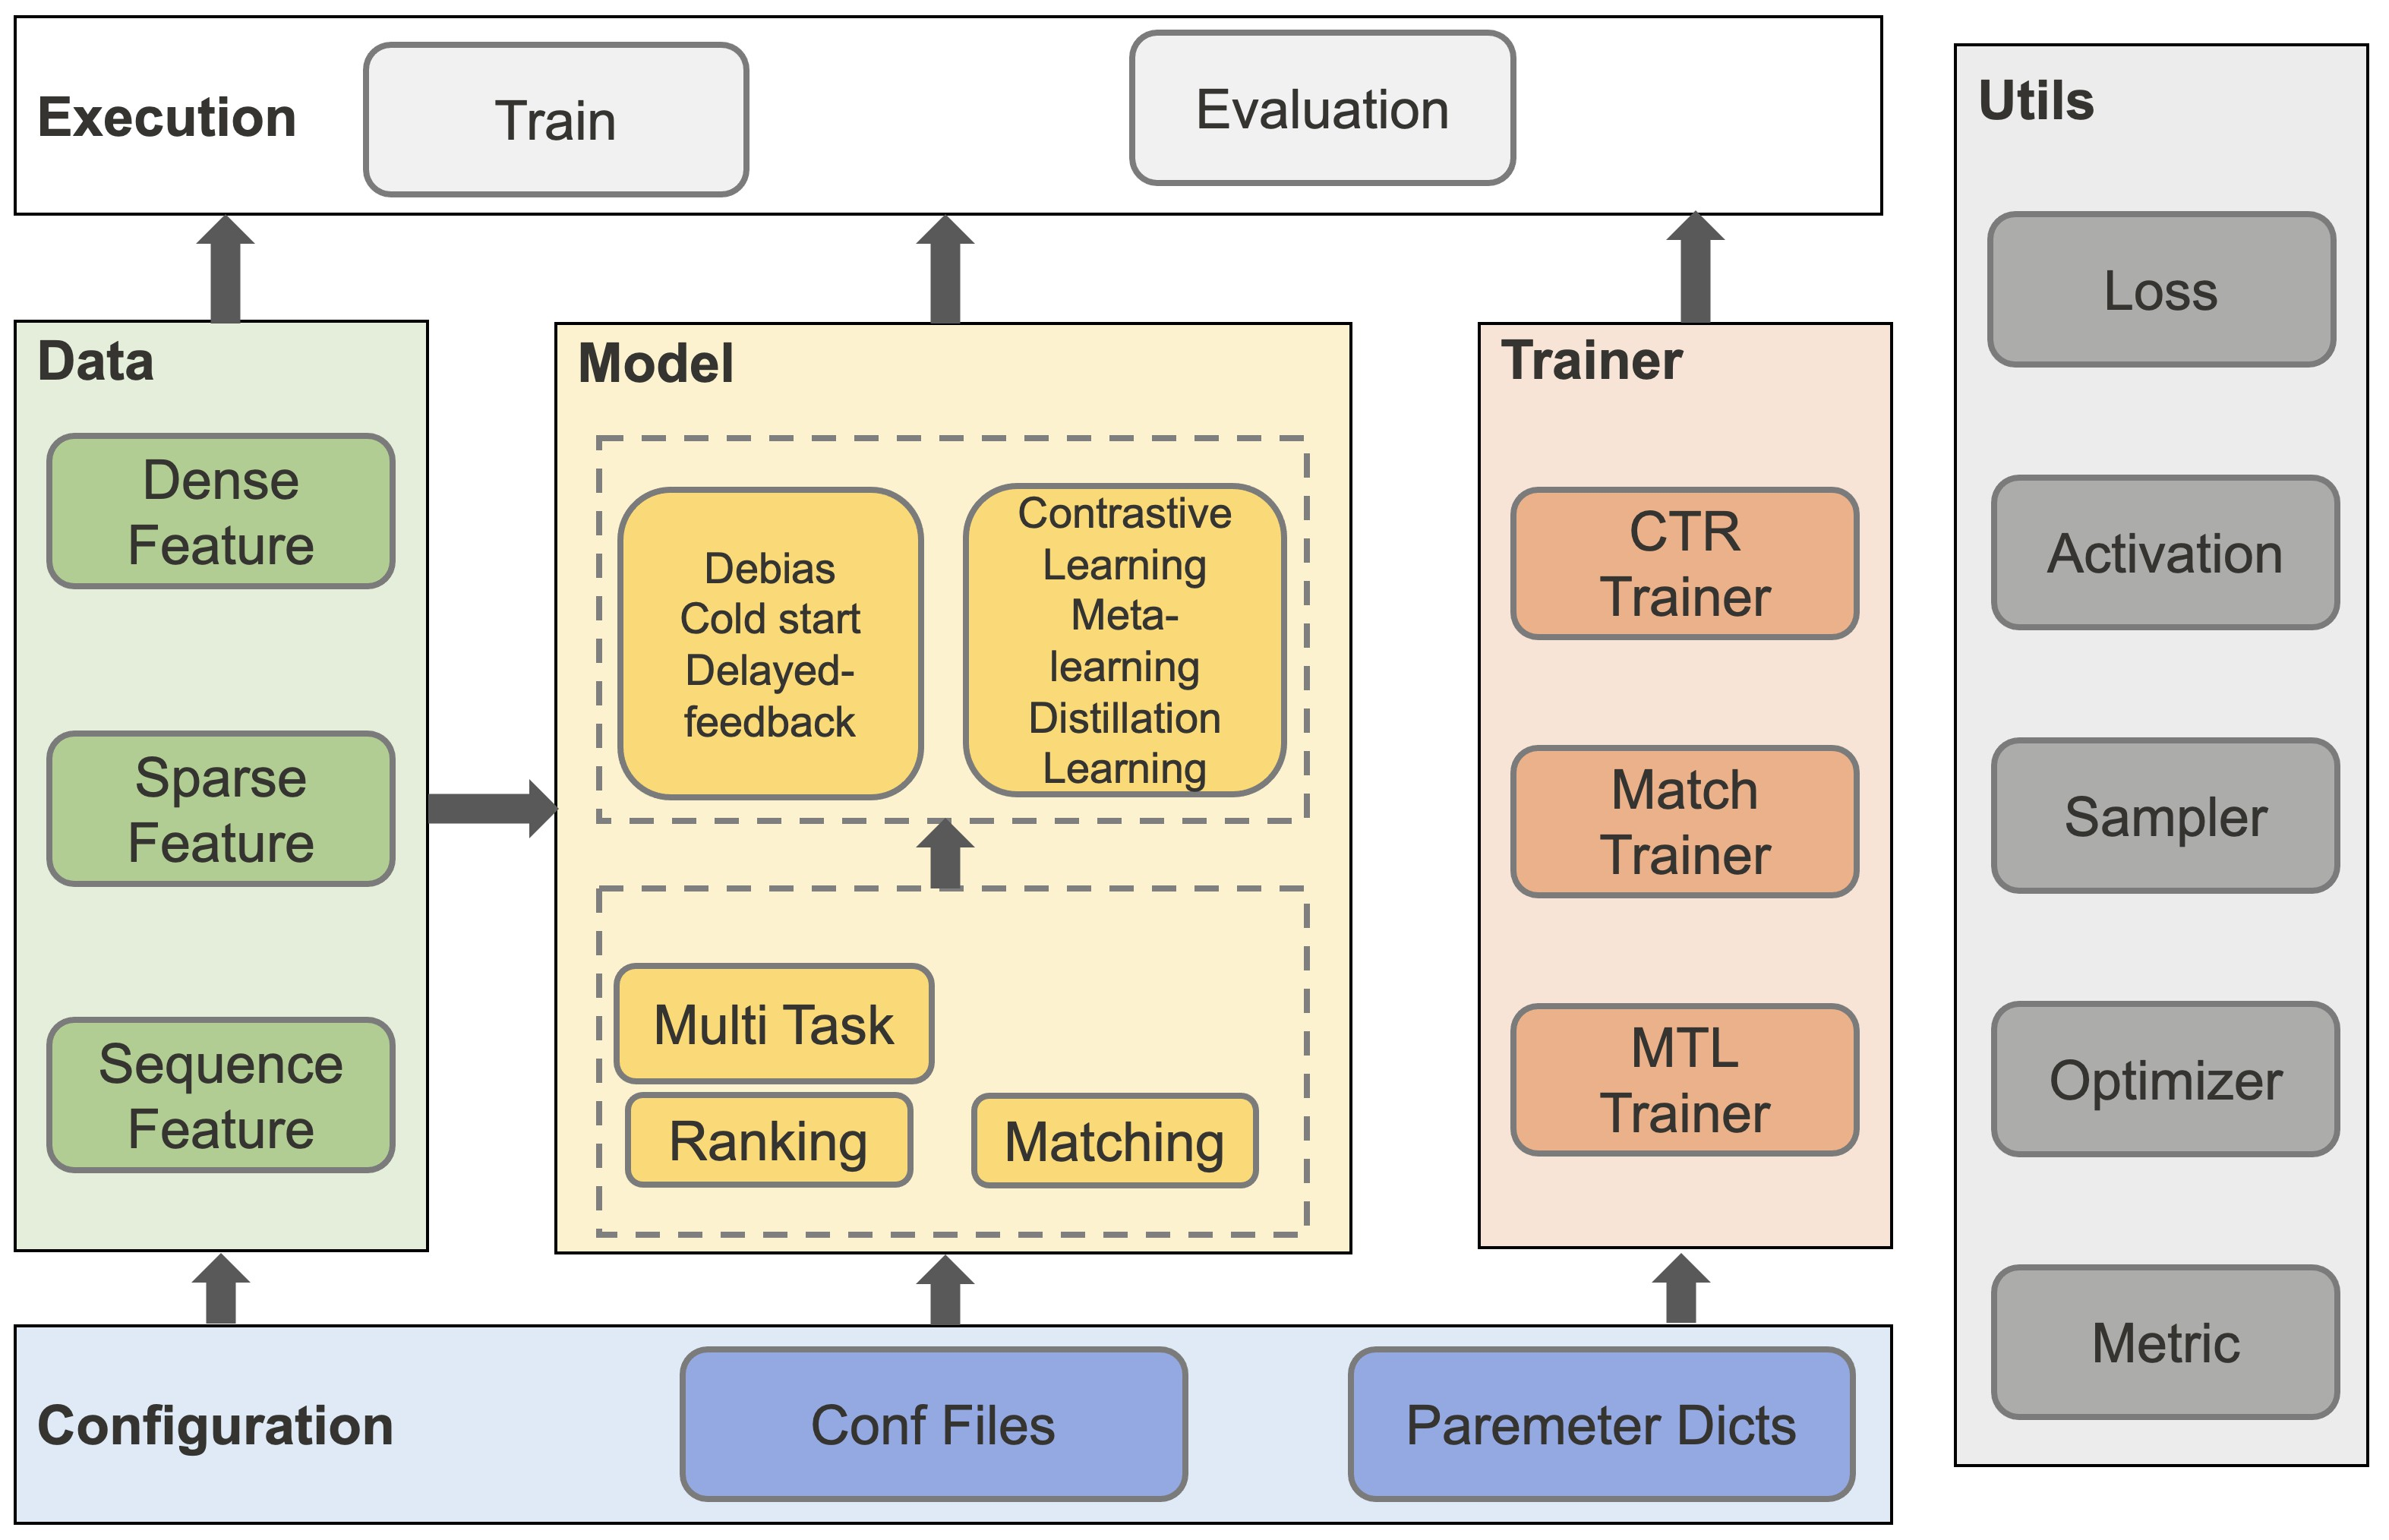 Execution
Train
Evaluation
Data
Dense
Feature
Sparse
Feature
Sequence
Feature
Model
Debias
Cold start
Delayed-
feedback
Contrastive
Learning
Meta-
learning
Distillation
Learning
Multi Task
Ranking
Matching
Trainer
CTR
Trainer
Match
Trainer
MTL
Trainer
Configuration
Conf Files
Paremeter Dicts
Utils
Loss
Activation
Sampler
Optimizer
Metric